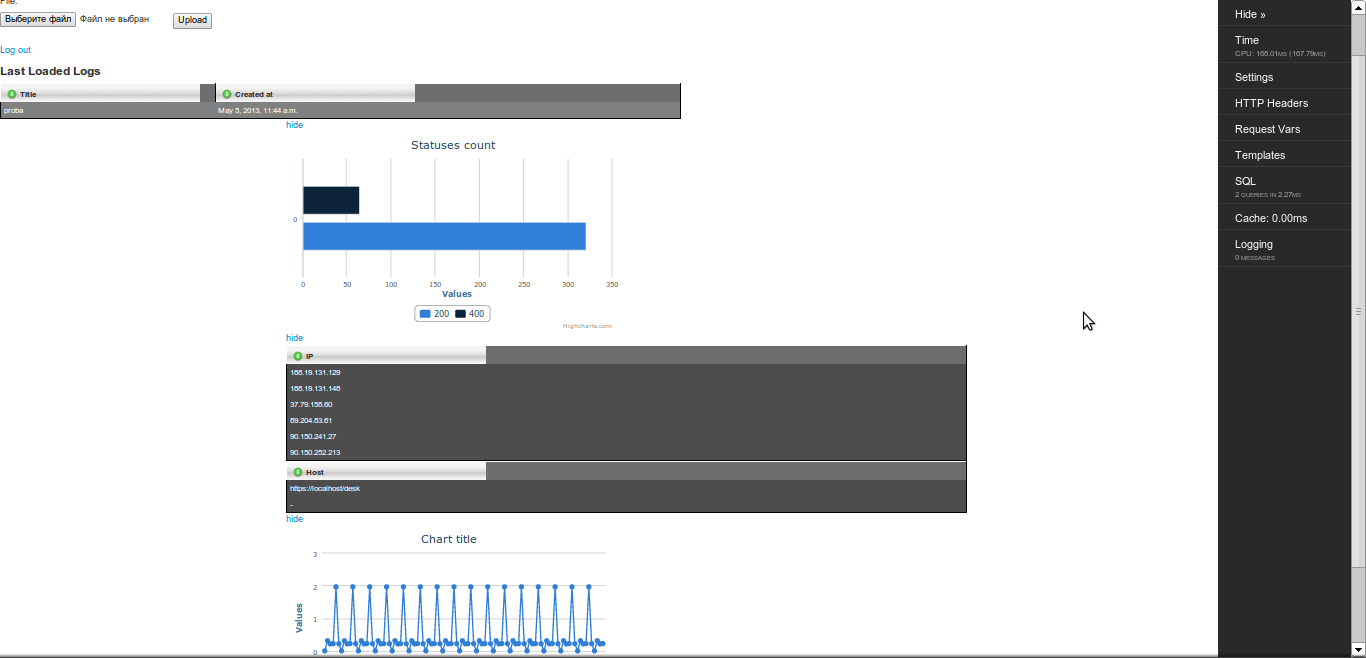 File:
Выберите файл Файл не выбран Upload
Log out
Last Loaded Logs
Title Created at
proba May 5, 2013, 11:44 a.m.
hide
Statuses count
0
0 50 100 150 200 250 300 350
Values
200 400
Highcharts.com
hide
IP
188.19.131.129
188.19.131.148
37.79.158.60
89.204.83.61
90.150.241.27
90.150.252.213
Host
https://localhost/desk
-
hide
Chart title
3
2
1
0
Values
Hide »
Time
CPU: 168.01ms (167.79ms)
Settings
HTTP Headers
Request Vars
Templates
SQL
2 queries in 2.27ms
Cache: 0.00ms
Logging
0 messages